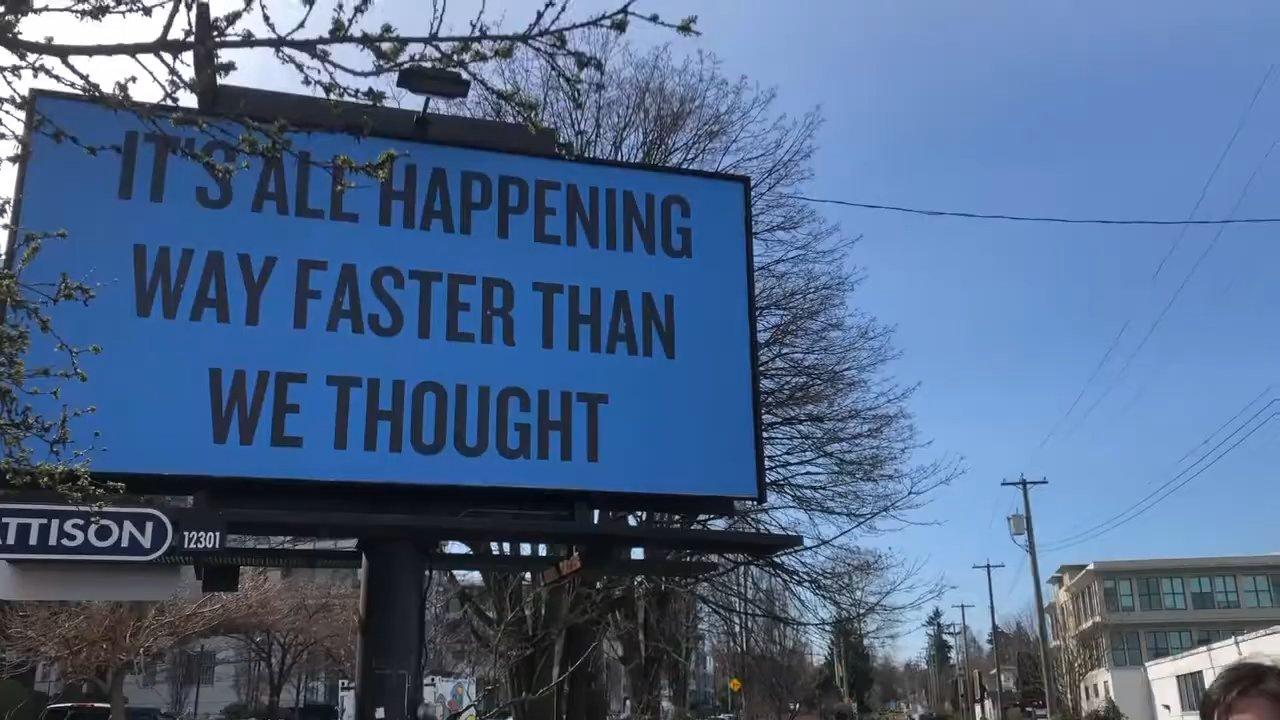 IT'S ALL HAPPENING
WAY FASTER THAN
WE THOUGHT
ATTISON
12301